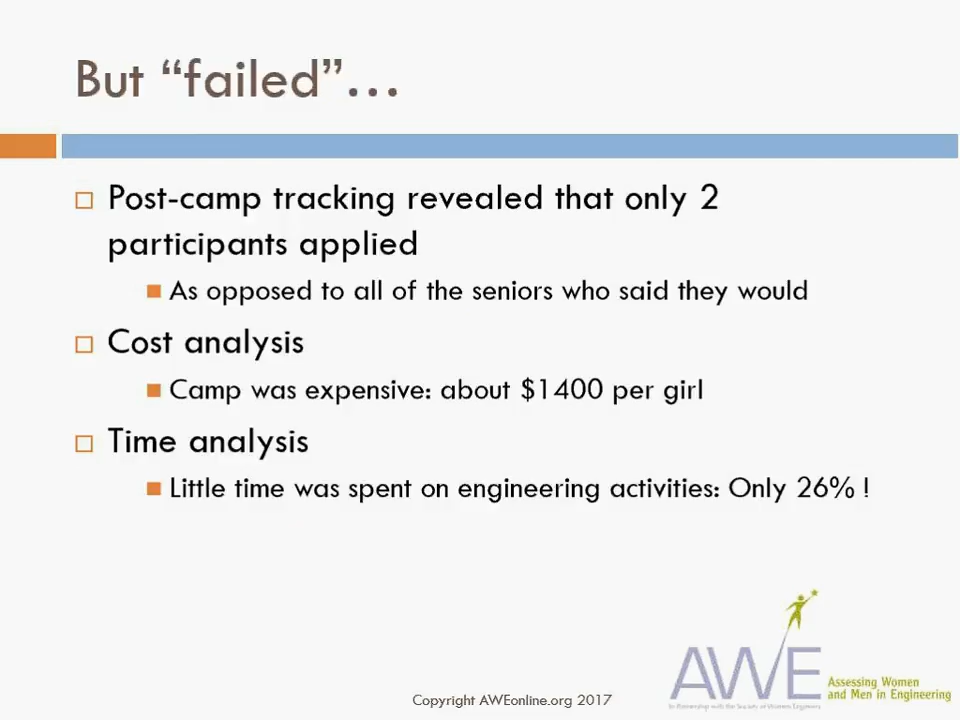 But “failed”…
Post-camp tracking revealed that only 2
participants applied
As opposed to all of the seniors who said they would
Cost analysis
Camp was expensive: about $1400 per girl
Time analysis
Little time was spent on engineering activities: Only 26% !
AWE
Assessing Women
and Men in Engineering
In Partnership with the Society of Women Engineers
Copyright AWEonline.org 2017